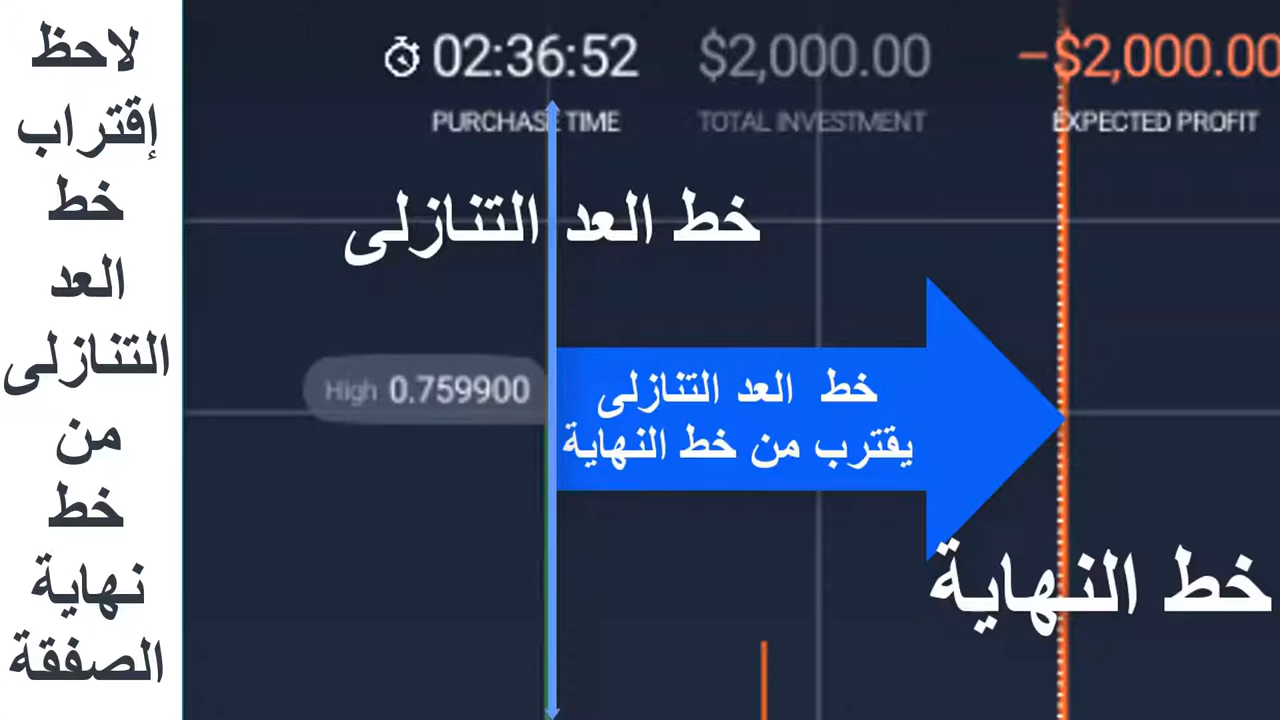 لاحظ
إقتراب
خط
العد
التنازلى
من
خط
نهاية
الصفقة
02:36:52
PURCHASE TIME
$2,000.00
TOTAL INVESTMENT
-$2,000.00
EXPECTED PROFIT
خط العد التنازلى
High 0.759900
خط العد التنازلى
يقترب من خط النهاية
خط النهاية